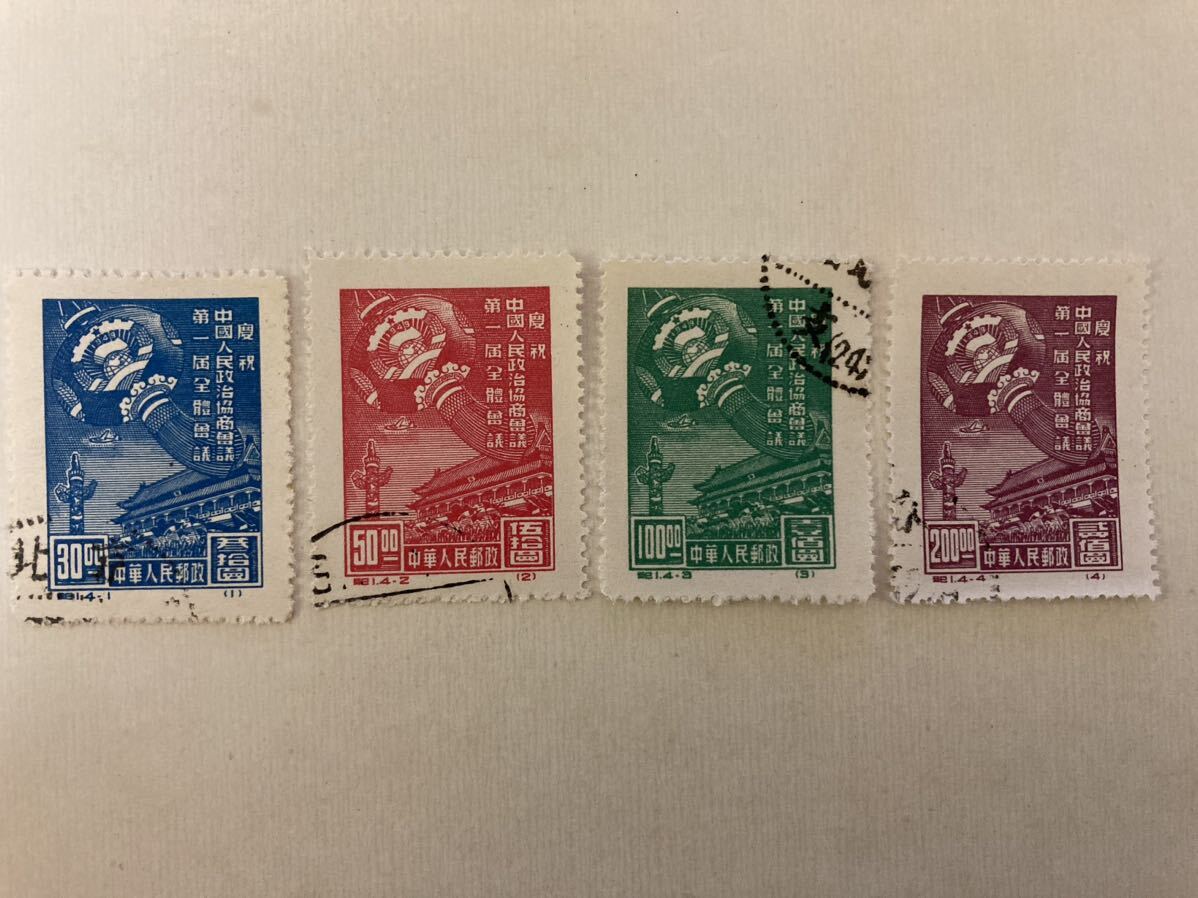 慶祝
中國人民政治協商會議
第一屆全體會議
30.00
中華人民郵政
叁拾圓
紀1.4-1
(1)
北
慶祝
中國人民政治協商會議
第一屆全體會議
50.00
中華人民郵政
伍拾圓
紀1.4-2
(2)
慶祝
中國人民政治協商會議
第一屆全體會議
100.00
中華人民郵政
壹佰圓
紀1.4-3
(3)
慶祝
中國人民政治協商會議
第一屆全體會議
200.00
中華人民郵政
貳佰圓
紀1.4-4
(4)